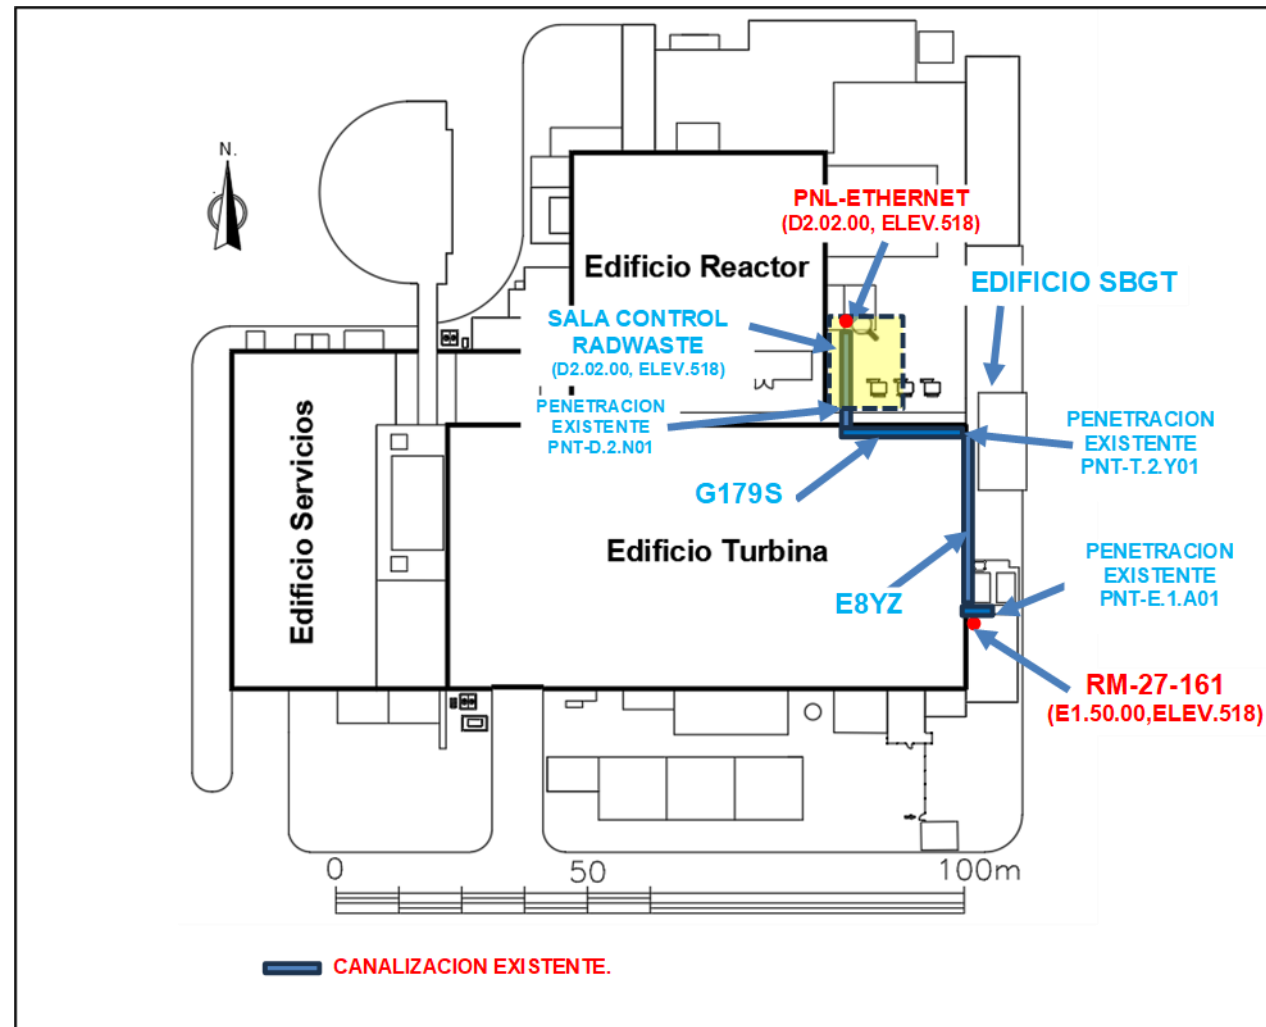 N.
PNL-ETHERNET
(D2.02.00, ELEV.518)
Edificio Reactor
EDIFICIO SBGT
SALA CONTROL
RADWASTE
(D2.02.00, ELEV.518)
PENETRACION
EXISTENTE
PNT-D.2.N01
PENETRACION
EXISTENTE
PNT-T.2.Y01
G179S
Edificio Servicios
Edificio Turbina
PENETRACION
EXISTENTE
PNT-E.1.A01
E8YZ
RM-27-161
(E1.50.00,ELEV.518)
0
50
100m
CANALIZACION EXISTENTE.